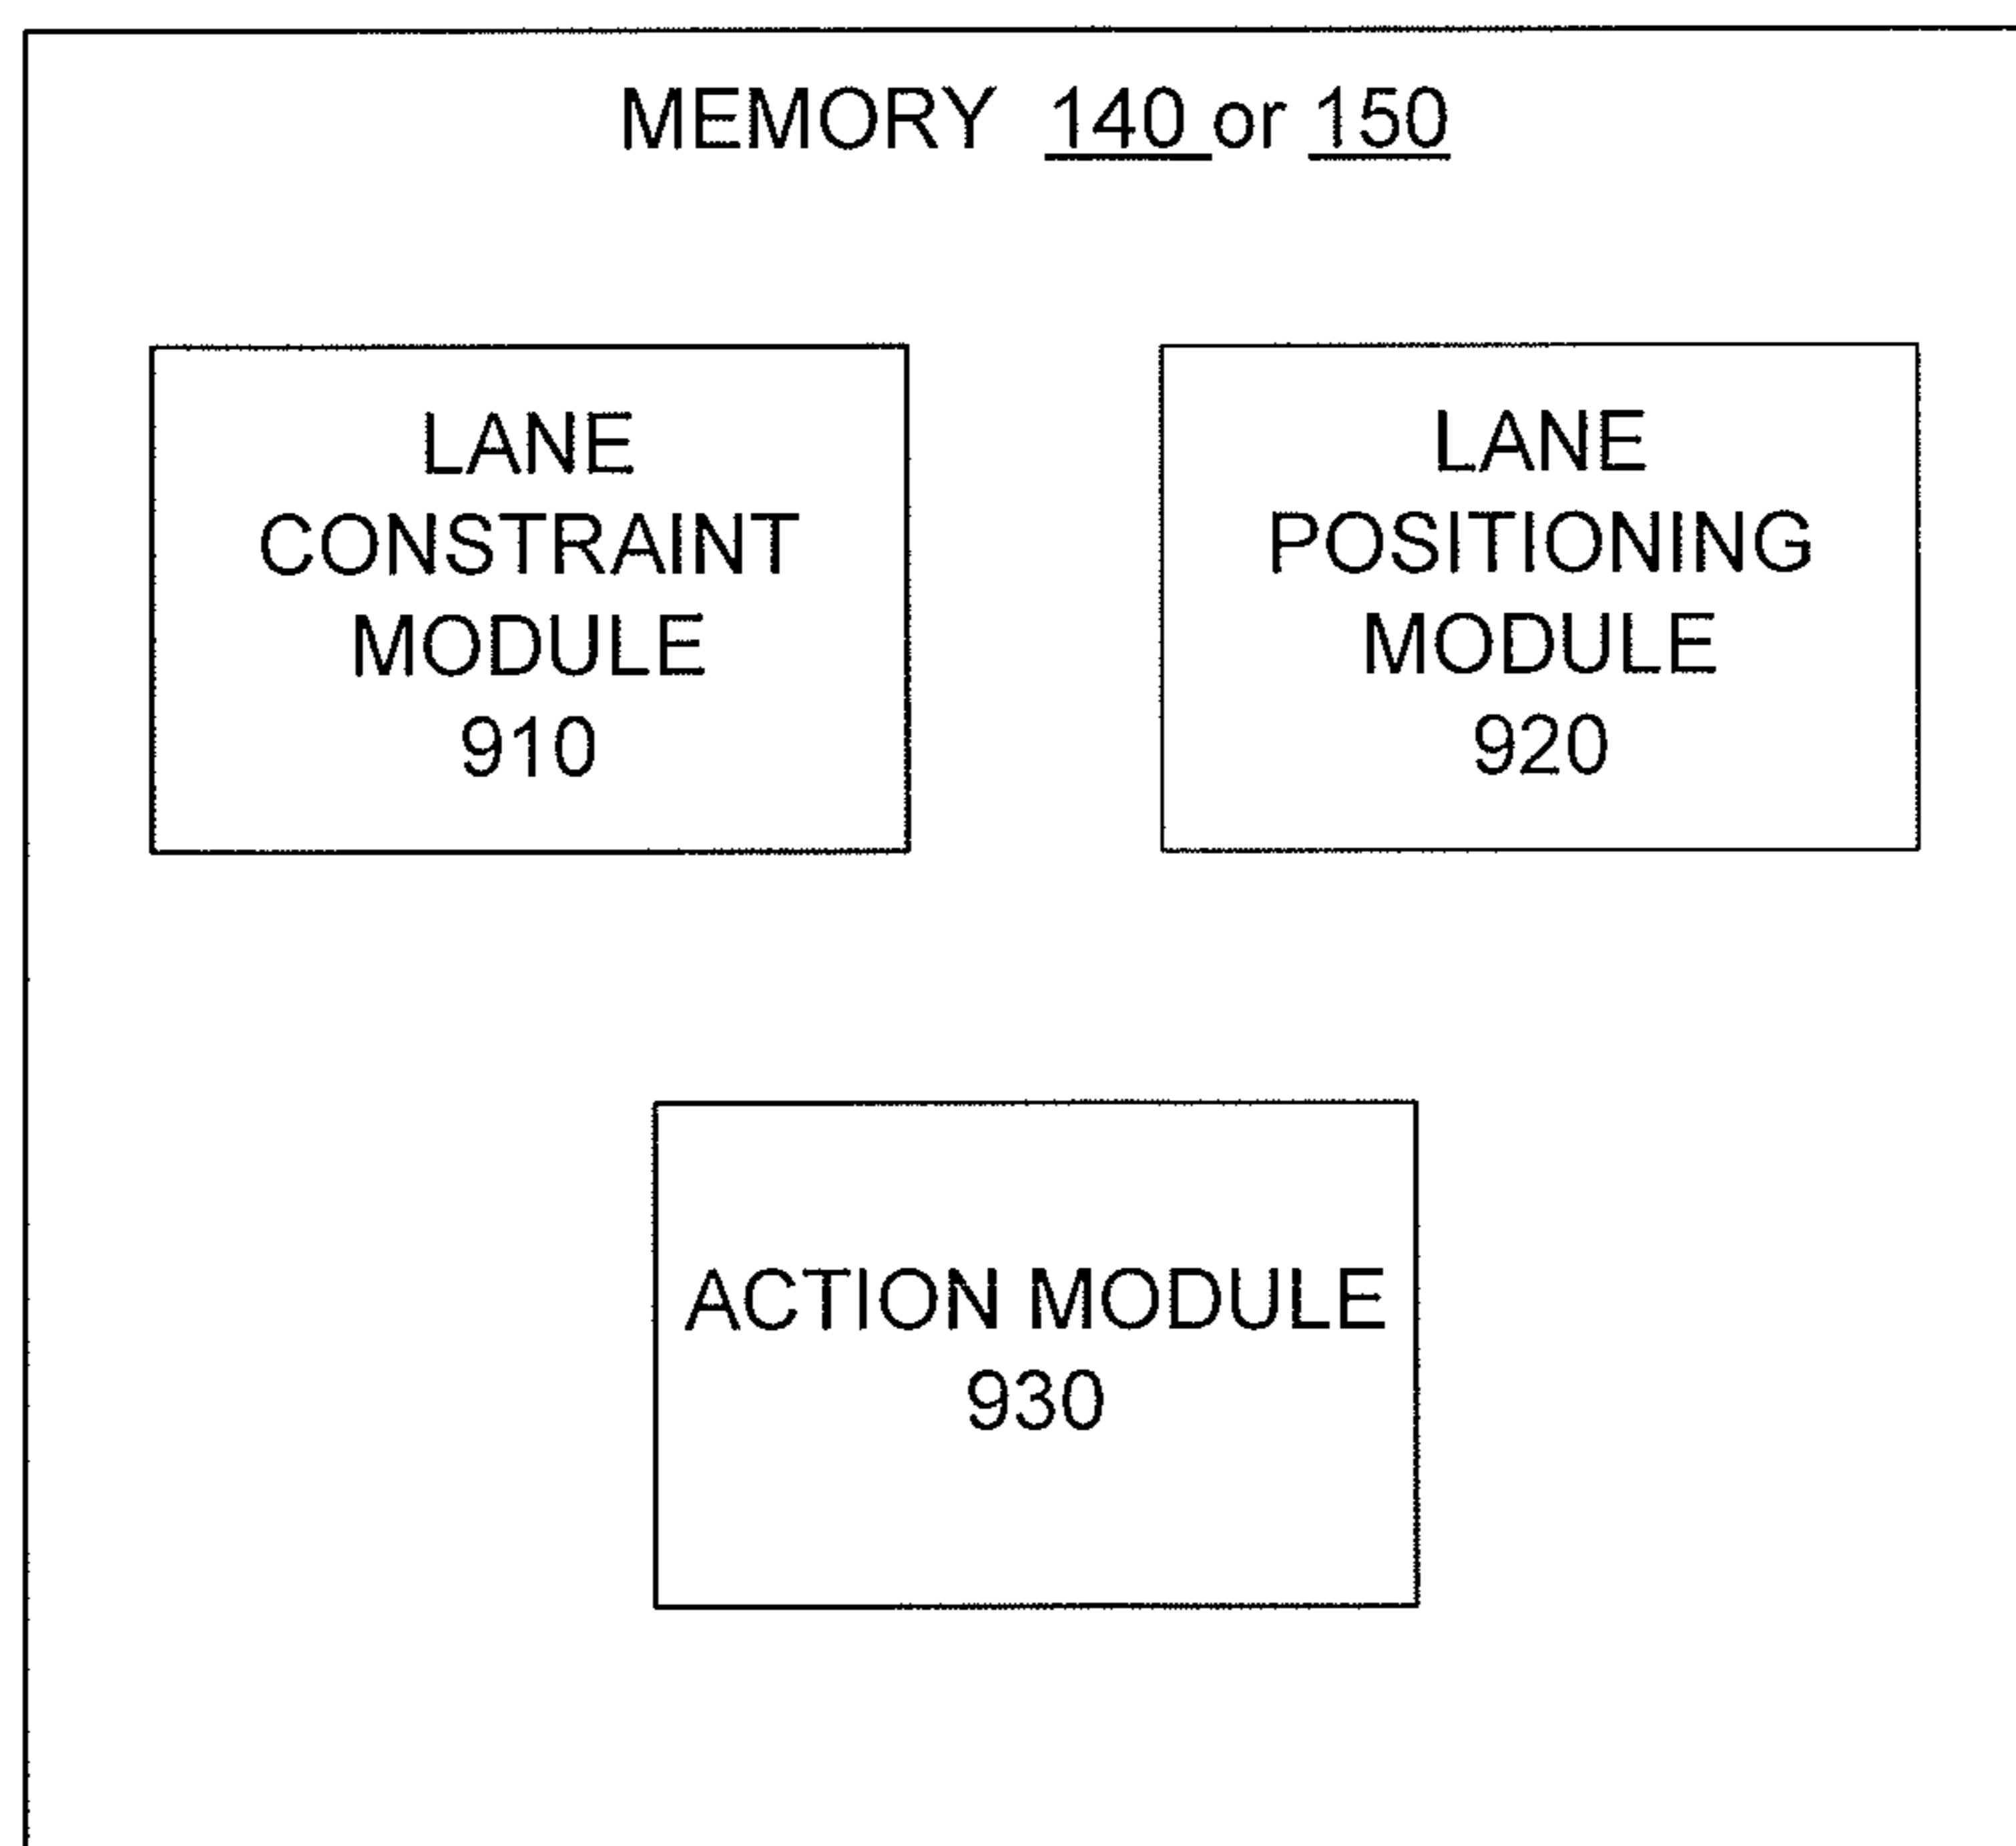 MEMORY 140 or 150
LANE
CONSTRAINT
MODULE
910
LANE
POSITIONING
MODULE
920
ACTION MODULE
930